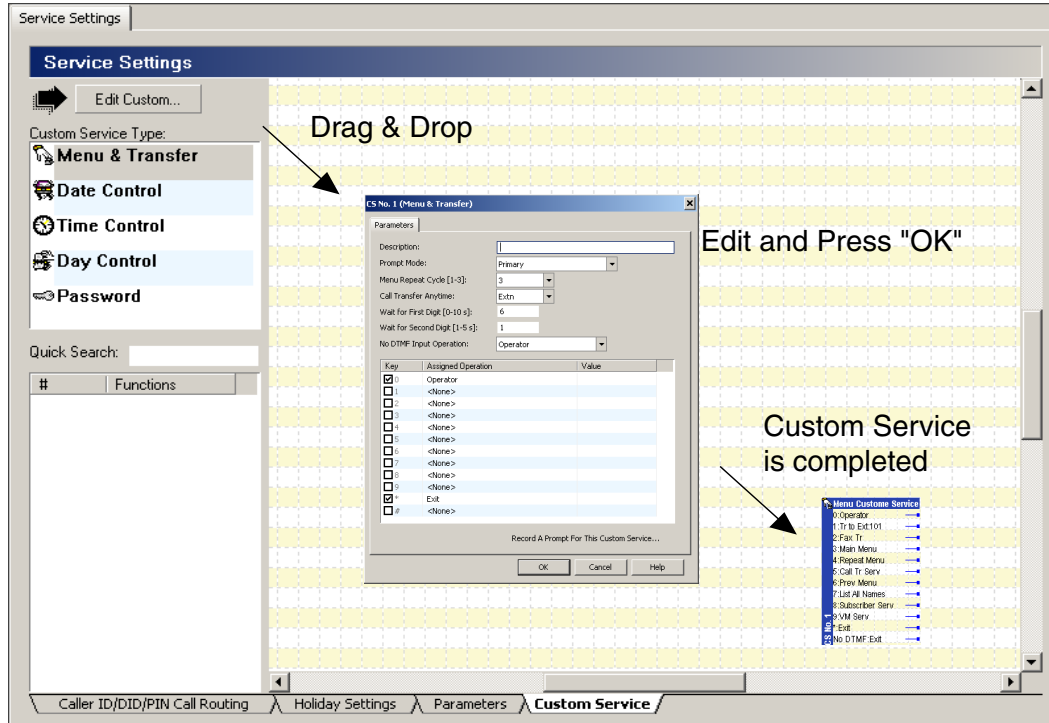 Service Settings
Service Settings
Edit Custom...
Custom Service Type:
Menu & Transfer
Date Control
Time Control
Day Control
Password
Quick Search:
# Functions
Drag & Drop
CS No. 1 (Menu & Transfer)
Parameters
Description:
Prompt Mode: Primary
Menu Repeat Cycle [1-3]: 3
Call Transfer Anytime: Extn
Wait for First Digit [0-10 s]: 6
Wait for Second Digit [1-5 s]: 1
No DTMF Input Operation: Operator
Key Assigned Operation Value
0 Operator
1 <None>
2 <None>
3 <None>
4 <None>
5 <None>
6 <None>
7 <None>
8 <None>
9 <None>
* Exit
# <None>
Record A Prompt For This Custom Service...
OK Cancel Help
Edit and Press "OK"
Custom Service
is completed
Menu Custome Service
0:Operator
1:Tr to Ext:101
2:Fax Tr
3:Main Menu
4:Repeat Menu
5:Call Tr Serv
6:Prev Menu
7:List All Names
8:Subscriber Serv
9:VM Serv
*:Exit
No DTMF:Exit
CS No. 1
Caller ID/DID/PIN Call Routing Holiday Settings Parameters Custom Service